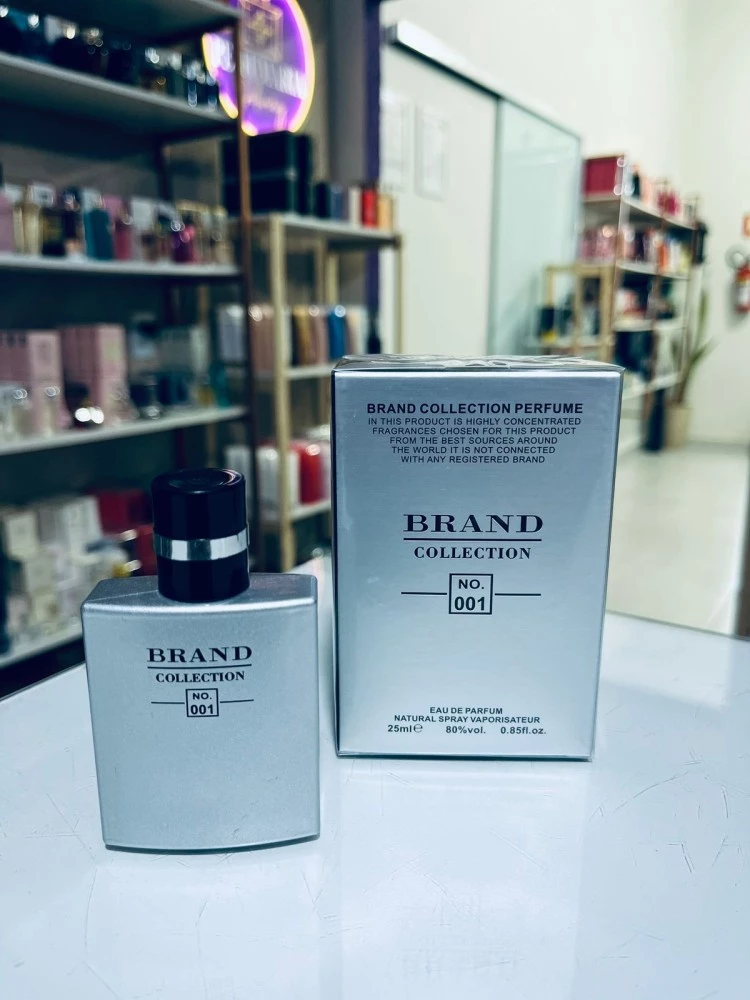 BRAND COLLECTION PERFUME
IN THIS PRODUCT IS HIGHLY CONCENTRATED
FRAGRANCES CHOSEN FOR THIS PRODUCT
FROM THE BEST SOURCES AROUND
THE WORLD IT IS NOT CONNECTED
WITH ANY REGISTERED BRAND
BRAND
COLLECTION
NO.
001
EAU DE PARFUM
NATURAL SPRAY VAPORISATEUR
25ml℮ 80%vol. 0.85fl.oz.
BRAND
COLLECTION
NO.
001